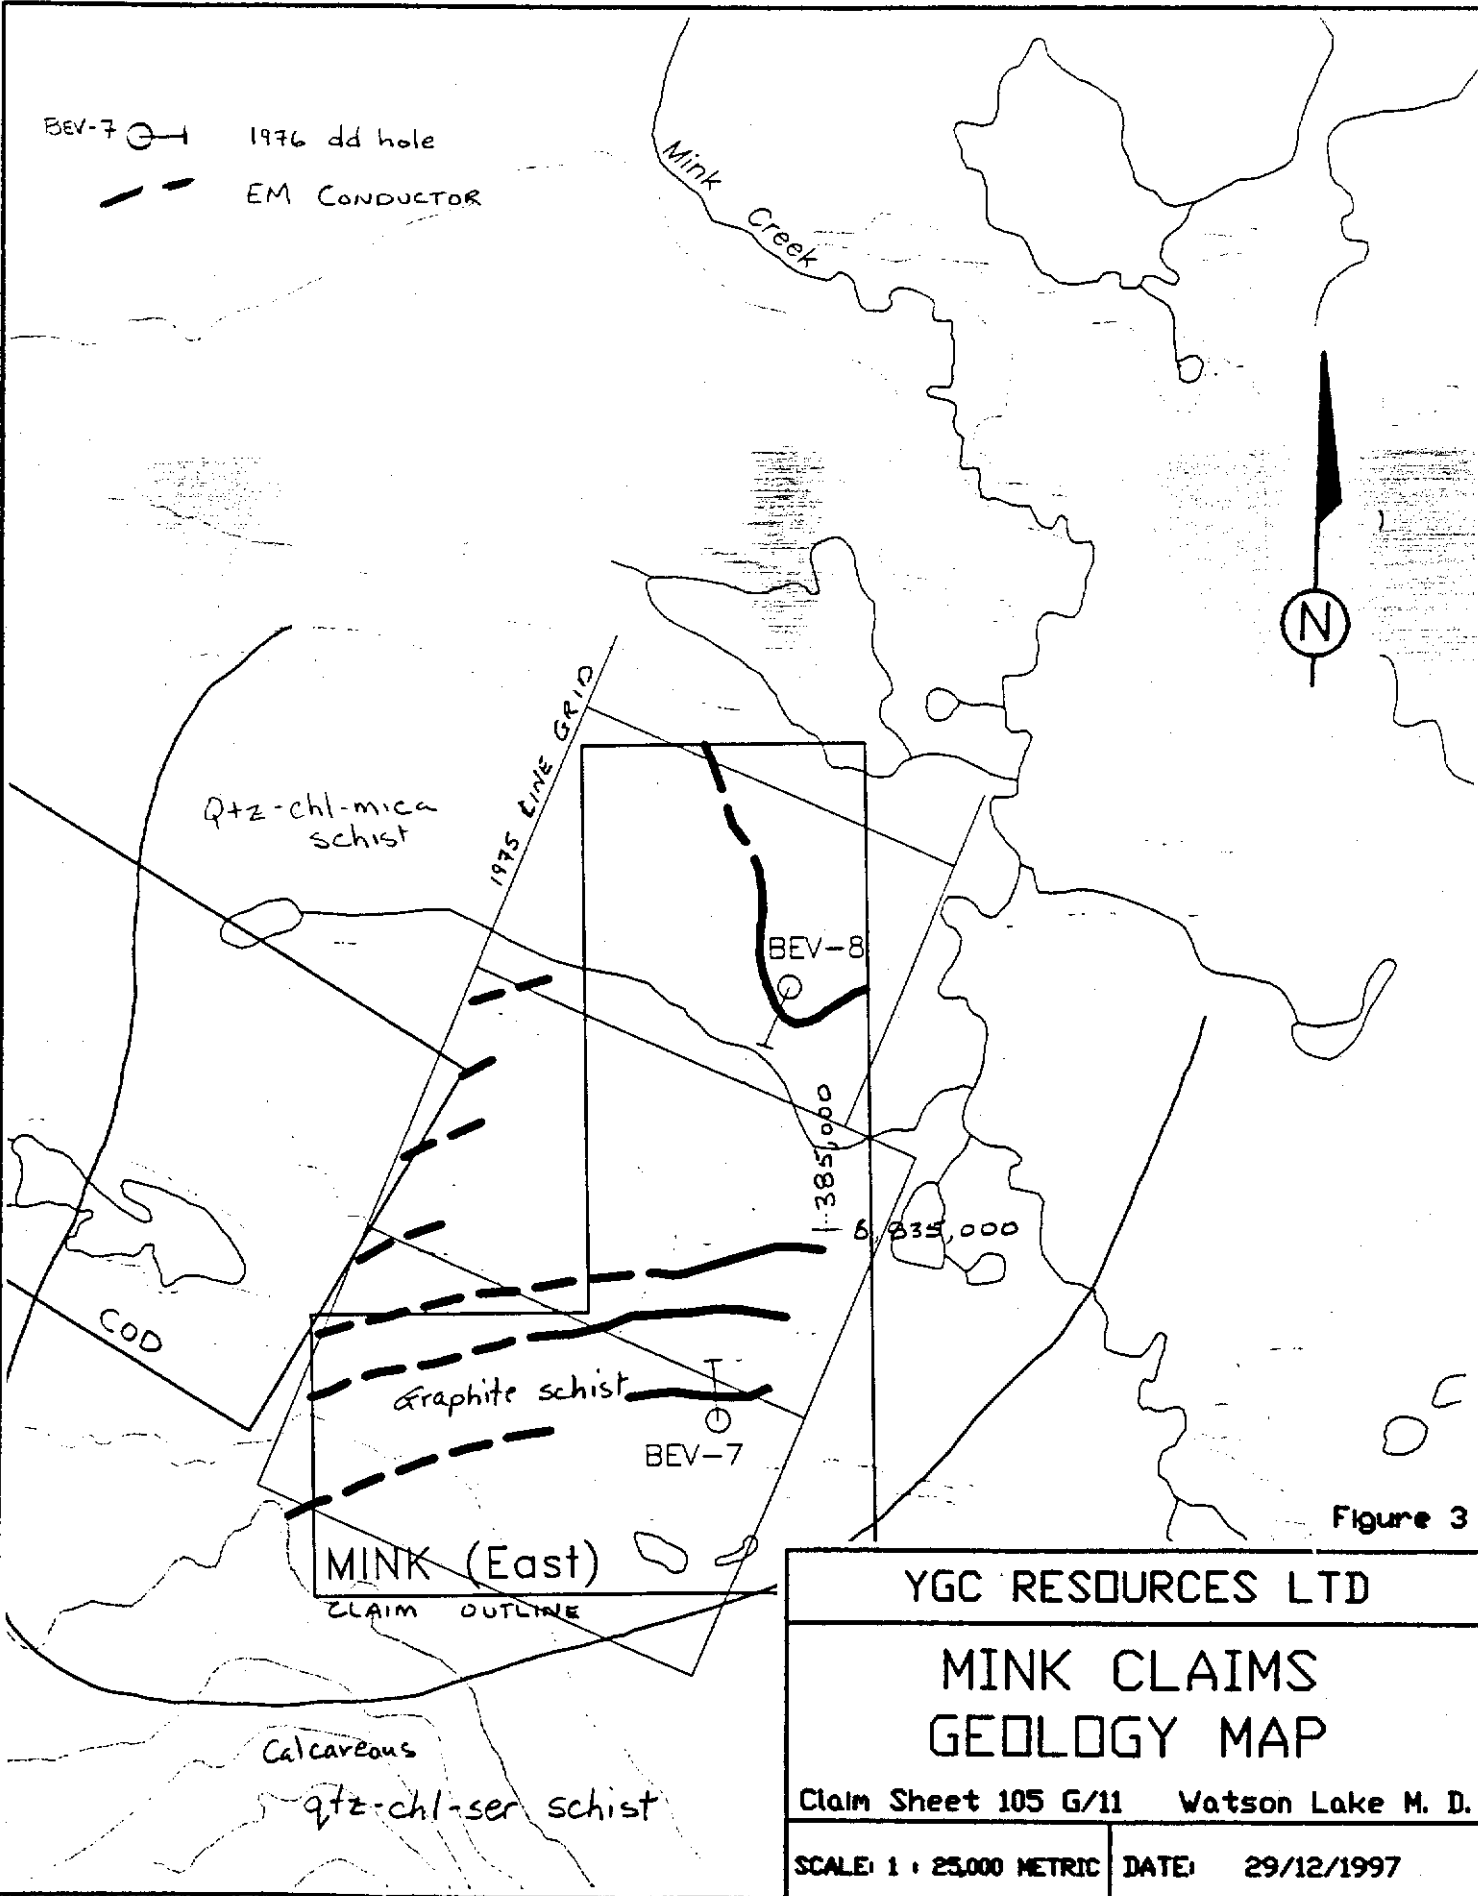 BEV-7 1976 dd hole
EM CONDUCTOR
Mink
Creek
N
1975 LINE GRID
Qtz-chl-mica
schist
BEV-8
385,000
6,835,000
COD
Graphite schist
BEV-7
MINK (East)
CLAIM OUTLINE
Calcareous
qtz-chl-ser schist
Figure 3
YGC RESOURCES LTD
MINK CLAIMS
GEOLOGY MAP
Claim Sheet 105 G/11 Watson Lake M. D.
SCALE: 1 : 25,000 METRIC DATE: 29/12/1997